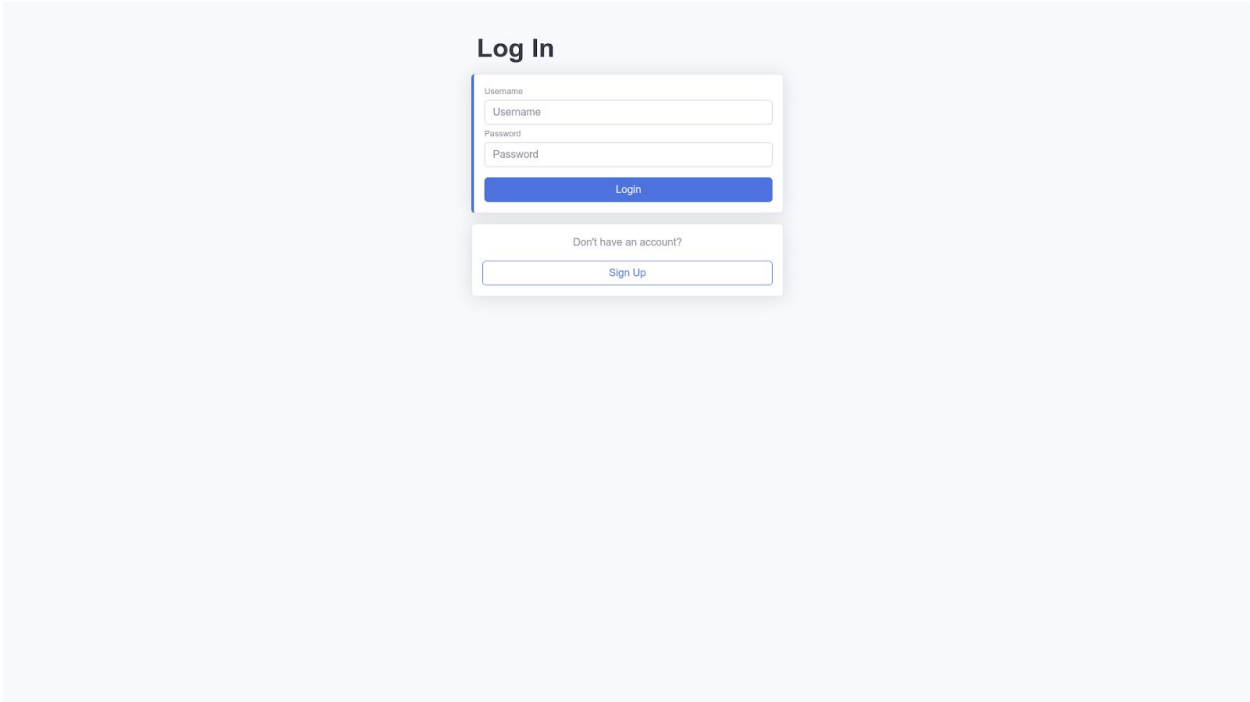 Log In
Username
Username
Password
Password
Login
Don't have an account?
Sign Up